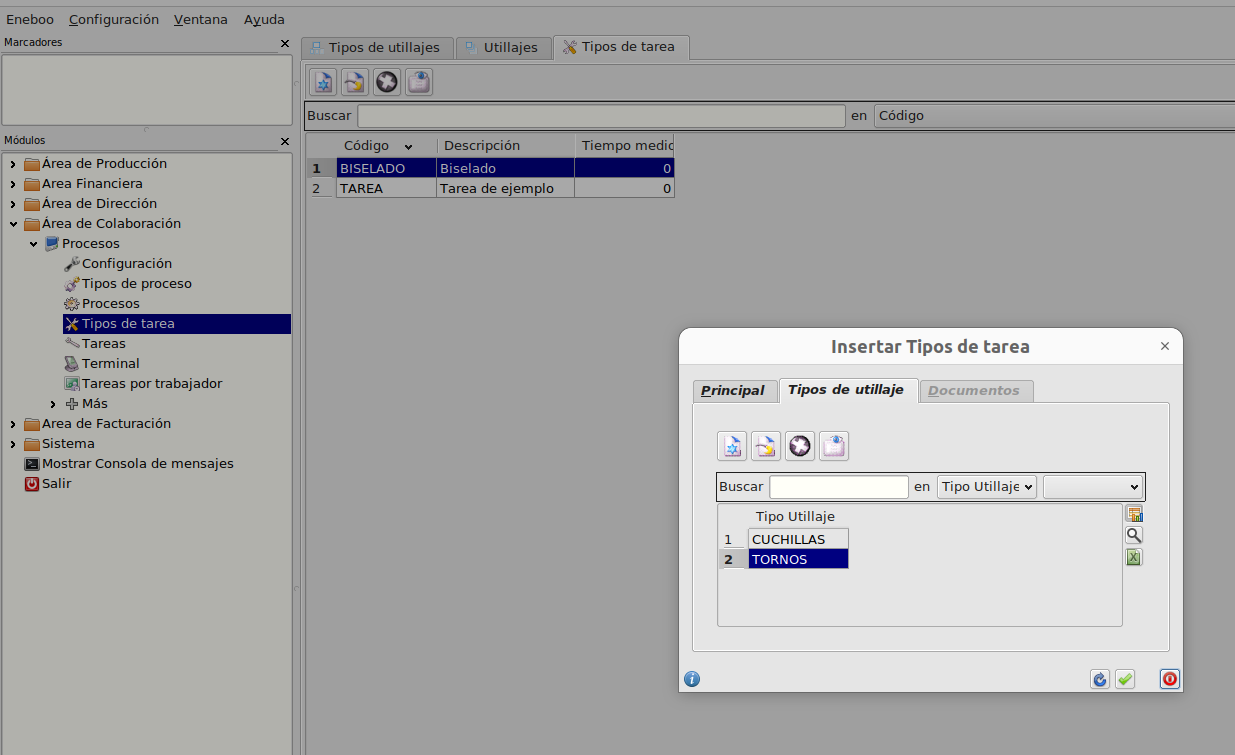 Eneboo Configuración Ventana Ayuda
Marcadores
Módulos
Área de Producción
Area Financiera
Área de Dirección
Área de Colaboración
Procesos
Configuración
Tipos de proceso
Procesos
Tipos de tarea
Tareas
Terminal
Tareas por trabajador
Más
Area de Facturación
Sistema
Mostrar Consola de mensajes
Salir
Tipos de utillajes Utillajes Tipos de tarea
Buscar en Código
Código Descripción Tiempo medic
1 BISELADO Biselado 0
2 TAREA Tarea de ejemplo 0
Insertar Tipos de tarea
Principal Tipos de utillaje Documentos
Buscar en Tipo Utillaje
Tipo Utillaje
1 CUCHILLAS
2 TORNOS